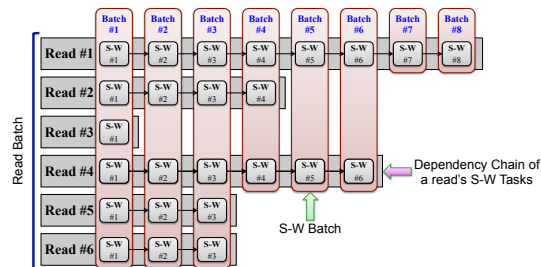 Batch #1 Batch #2 Batch #3 Batch #4 Batch #5 Batch #6 Batch #7 Batch #8
Read #1 S-W #1 S-W #2 S-W #3 S-W #4 S-W #5 S-W #6 S-W #7 S-W #8
Read #2 S-W #1 S-W #2 S-W #3 S-W #4
Read #3 S-W #1
Read #4 S-W #1 S-W #2 S-W #3 S-W #4 S-W #5 S-W #6
Read #5 S-W #1 S-W #2 S-W #3
Read #6 S-W #1 S-W #2 S-W #3
Read Batch
Dependency Chain of
a read's S-W Tasks
S-W Batch